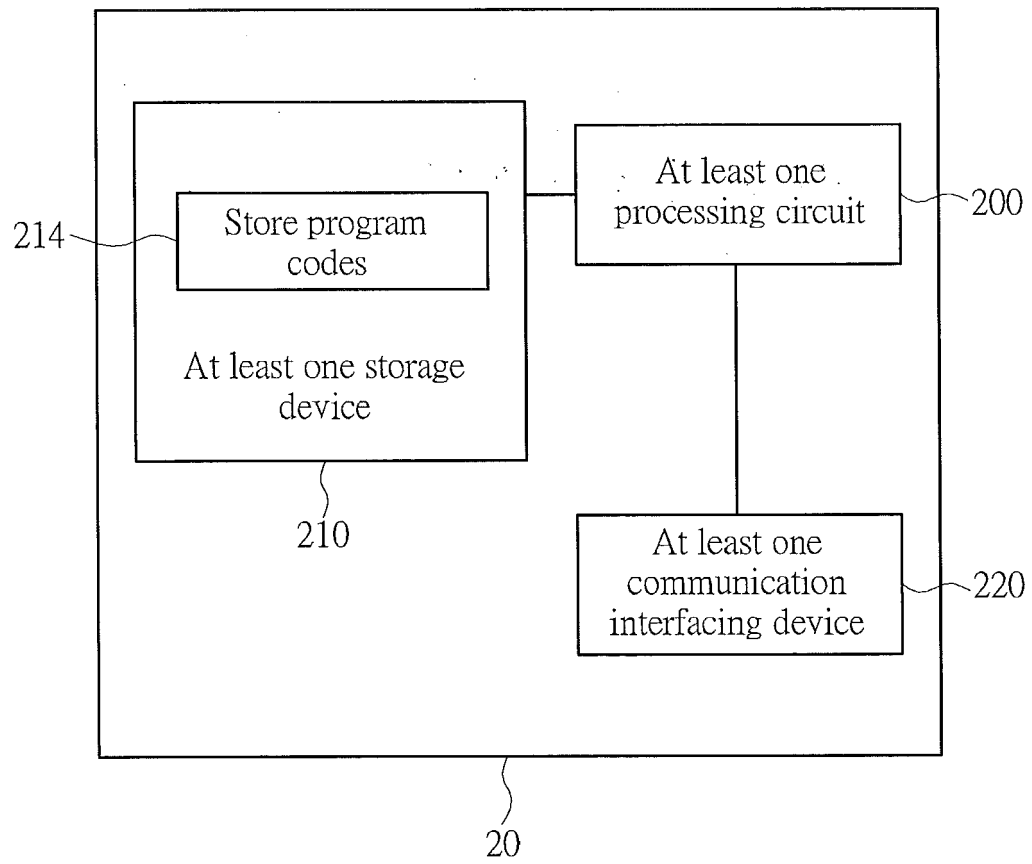 At least one
processing circuit
200
214
Store program
codes
At least one storage
device
210
At least one
communication
interfacing device
220
20